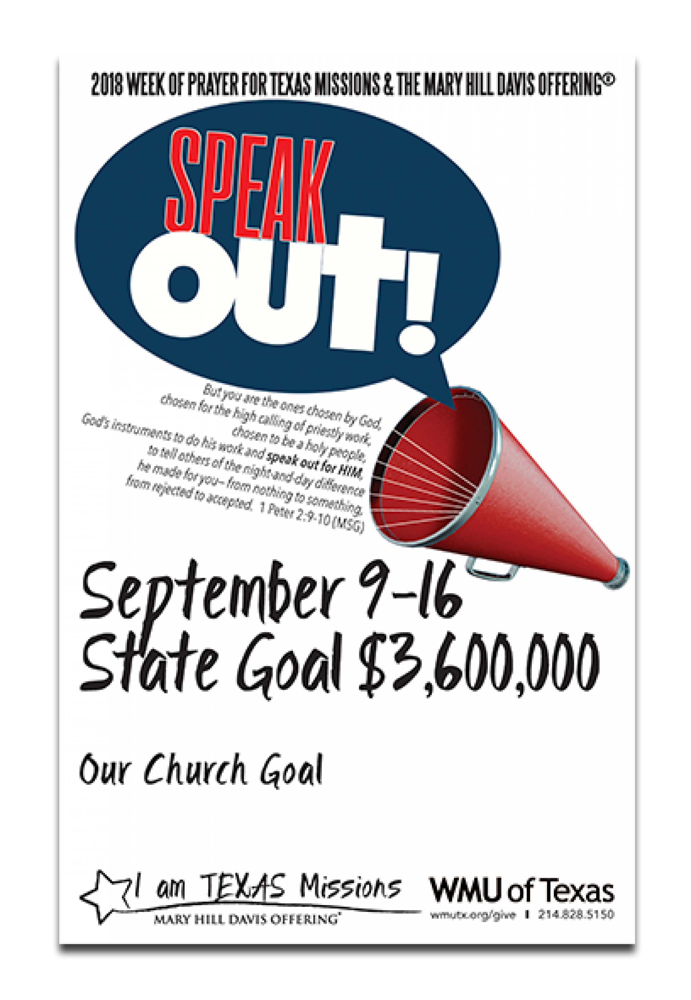 2018 WEEK OF PRAYER FOR TEXAS MISSIONS & THE MARY HILL DAVIS OFFERING®
SPEAK
out!
But you are the ones chosen by God,
chosen for the high calling of priestly work,
chosen to be a holy people,
God's instruments to do his work and speak out for HIM,
to tell others of the night-and-day difference
he made for you– from nothing to something,
from rejected to accepted. 1 Peter 2:9-10 (MSG)
September 9-16
State Goal $3,600,000
Our Church Goal
I am TEXAS Missions
MARY HILL DAVIS OFFERING®
WMU of Texas
wmutx.org/give | 214.828.5150